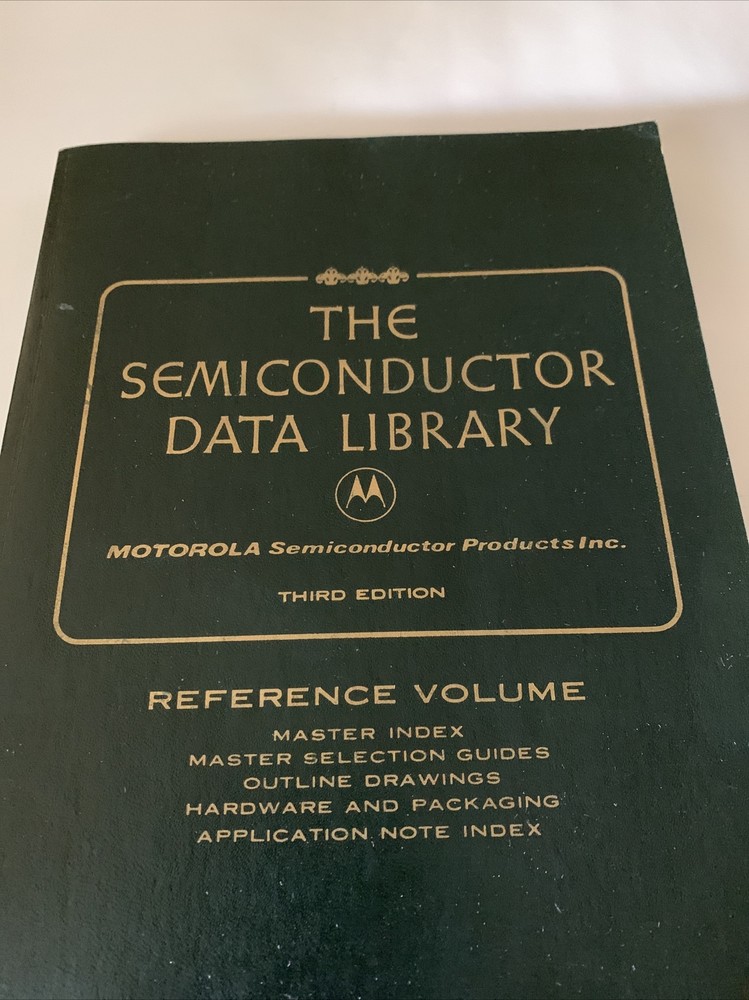 THE
SEMICONDUCTOR
DATA LIBRARY
MOTOROLA Semiconductor Products Inc.
THIRD EDITION
REFERENCE VOLUME
MASTER INDEX
MASTER SELECTION GUIDES
OUTLINE DRAWINGS
HARDWARE AND PACKAGING
APPLICATION NOTE INDEX